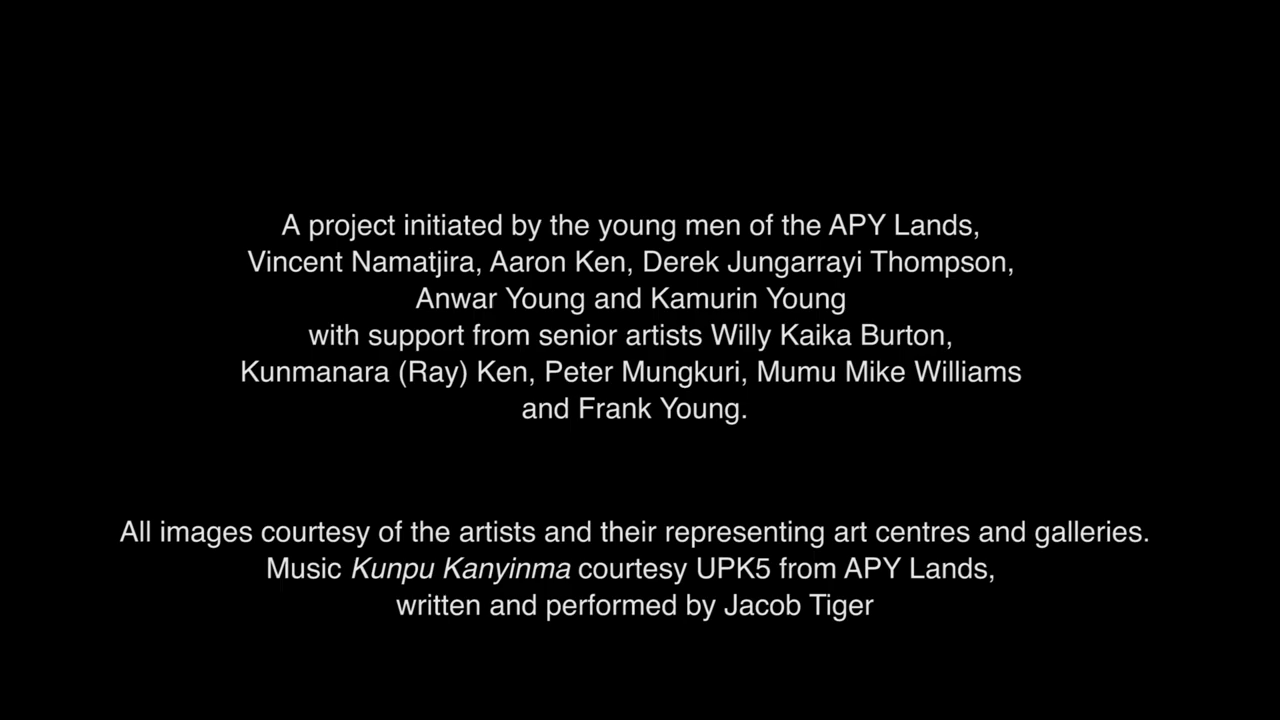 A project initiated by the young men of the APY Lands,
Vincent Namatjira, Aaron Ken, Derek Jungarrayi Thompson,
Anwar Young and Kamurin Young
with support from senior artists Willy Kaika Burton,
Kunmanara (Ray) Ken, Peter Mungkuri, Mumu Mike Williams
and Frank Young.
All images courtesy of the artists and their representing art centres and galleries.
Music Kunpu Kanyinma courtesy UPK5 from APY Lands,
written and performed by Jacob Tiger